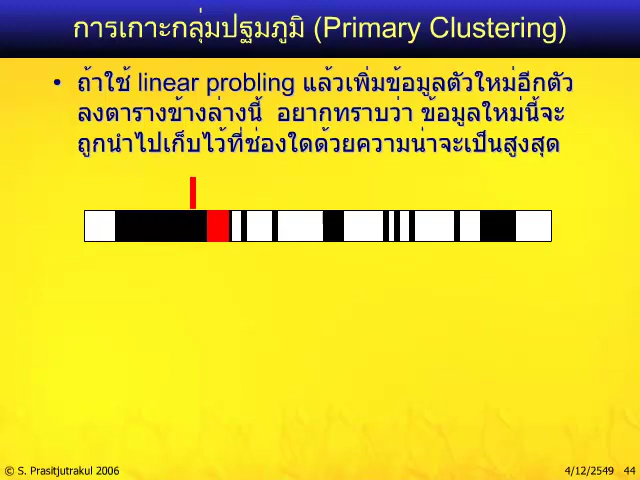 การเกาะกลุ่มปฐมภูมิ (Primary Clustering)
• ถ้าใช้ linear probling แล้วเพิ่มข้อมูลตัวใหม่อีกตัว
ลงตารางข้างล่างนี้ อยากทราบว่า ข้อมูลใหม่นี้จะ
ถูกนำไปเก็บไว้ที่ช่องใดด้วยความน่าจะเป็นสูงสุด
© S. Prasitjutrakul 2006
4/12/2549 44